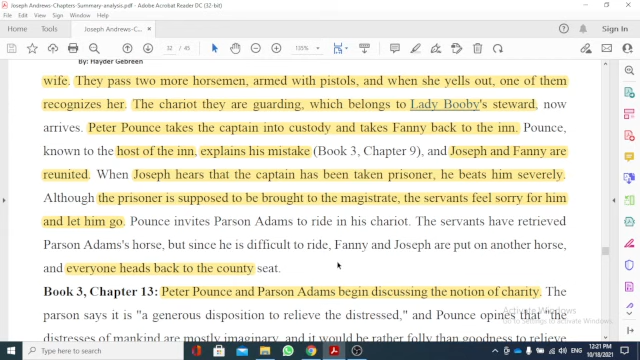 Joseph Andrews-Chapters-Summary-analysis.pdf - Adobe Acrobat Reader DC (32-bit)
File Edit View Sign Window Help
Home Tools Joseph Andrews-Ch... × Sign In
32 / 45 135%
By: Hayder Gebreen
wife. They pass two more horsemen, armed with pistols, and when she yells out, one of them
recognizes her. The chariot they are guarding, which belongs to Lady Booby's steward, now
arrives. Peter Pounce takes the captain into custody and takes Fanny back to the inn. Pounce,
known to the host of the inn, explains his mistake (Book 3, Chapter 9), and Joseph and Fanny are
reunited. When Joseph hears that the captain has been taken prisoner, he beats him severely.
Although the prisoner is supposed to be brought to the magistrate, the servants feel sorry for him
and let him go. Pounce invites Parson Adams to ride in his chariot. The servants have retrieved
Parson Adams's horse, but since he is difficult to ride, Fanny and Joseph are put on another horse,
and everyone heads back to the county seat.
Book 3, Chapter 13: Peter Pounce and Parson Adams begin discussing the notion of charity. The
parson says it is "a generous disposition to relieve the distressed," and Pounce opines that "the
distresses of mankind are mostly imaginary, and it would be rather folly than goodness to relieve
Activate Windows
Go to Settings to activate Windows.
Type here to search
ENG
12:21 PM
10/18/2021